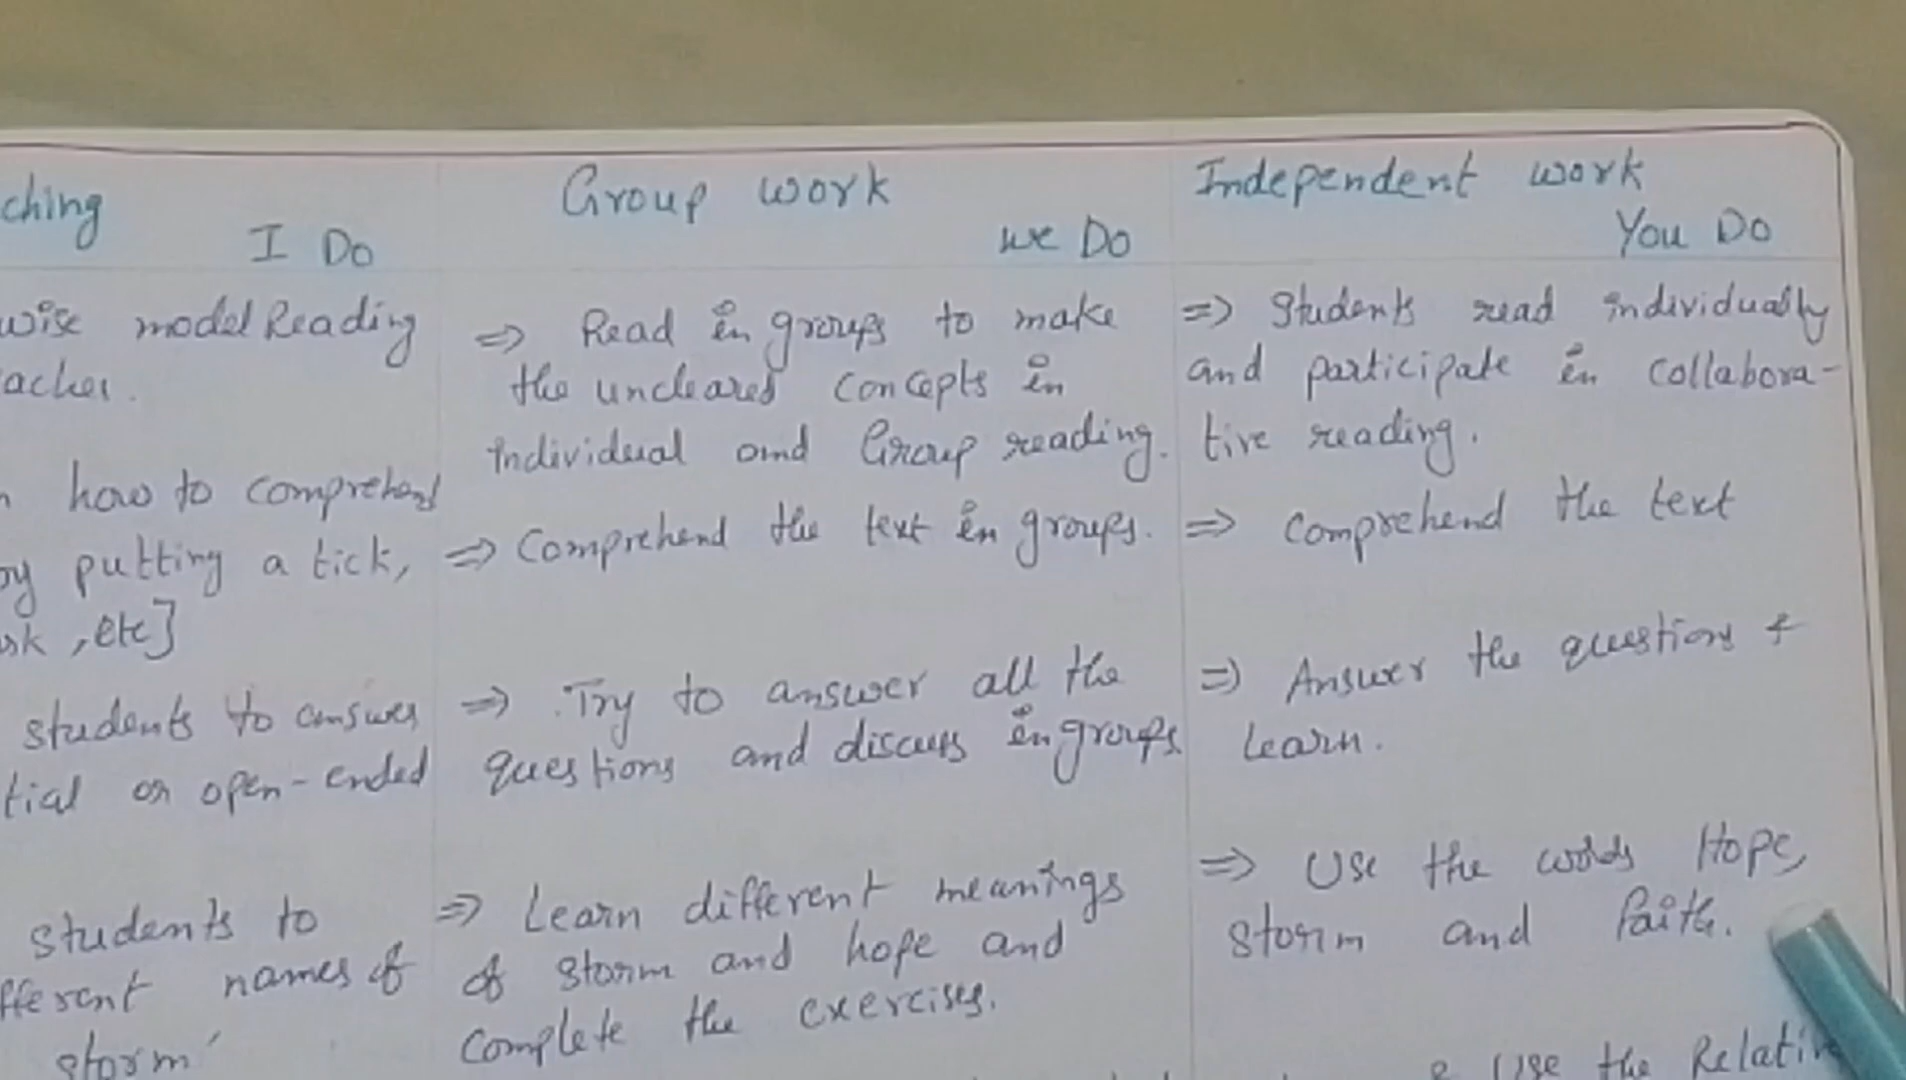 ching
I Do
wise model Reading
acher.
how to comprehend
by putting a tick,
, etc]
students to answer
tial or open-ended
students to
fferent names of
storm'
Group work
we Do
=> Read in groups to make
the uncleared concepts in
individual and Group reading.
=> Comprehend the text in groups.
=> Try to answer all the
questions and discuss in groups
=> Learn different meanings
of storm and hope and
complete the exercises.
Independent work
You Do
=> Students read individually
and participate in collabora-
tive reading.
=> Comprehend the text
=> Answer the questions &
learn.
=> Use the words Hope,
storm and faith.
Use the Relativ